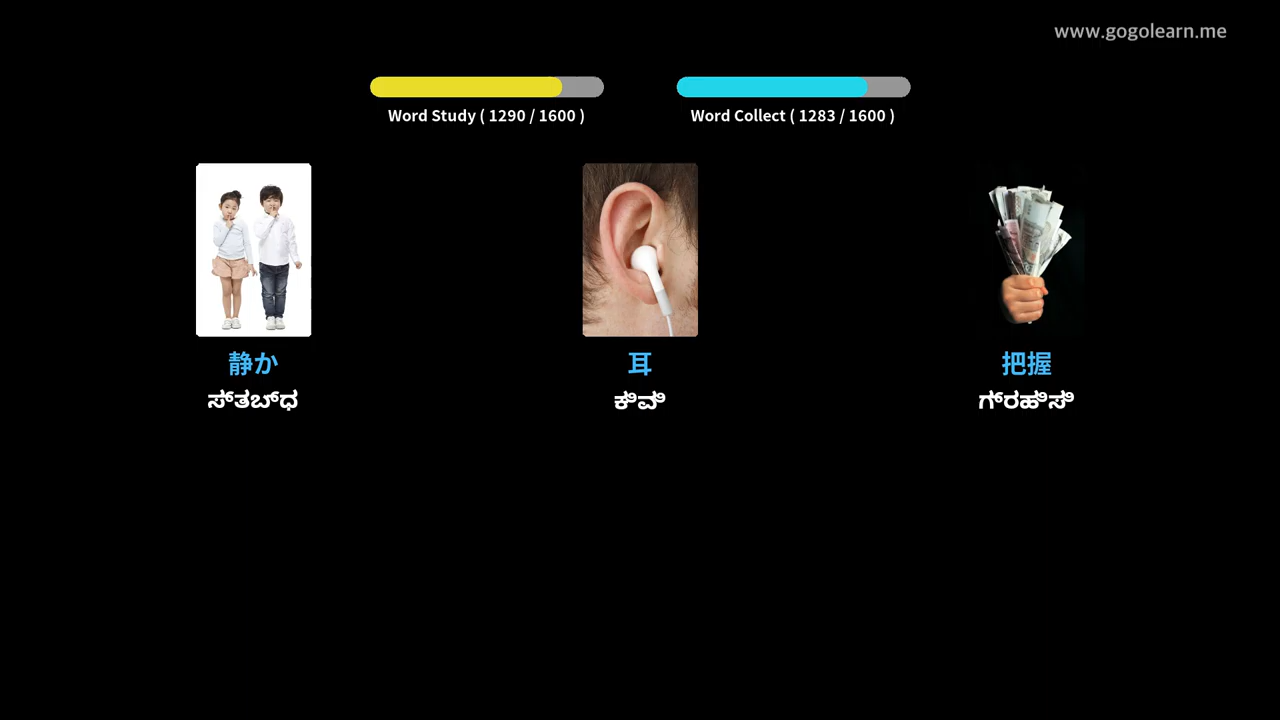 www.gogolearn.me
Word Study ( 1290 / 1600 )
Word Collect ( 1283 / 1600 )
静か
耳
把握
ಸ್ತಬ್ಧ
ಕಿವಿ
ಗ್ರಹಿಸಿ